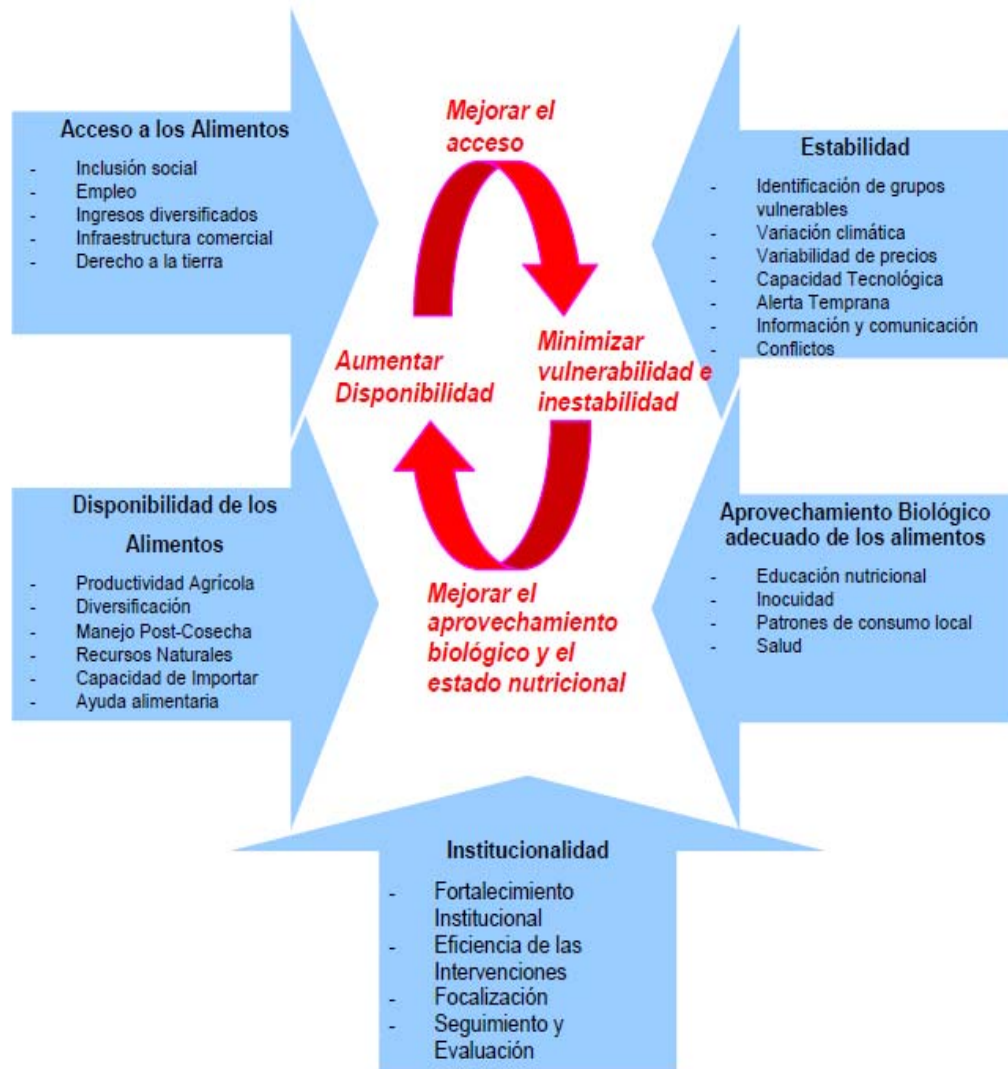 Acceso a los Alimentos
- Inclusión social
- Empleo
- Ingresos diversificados
- Infraestructura comercial
- Derecho a la tierra
Mejorar el
acceso
Estabilidad
- Identificación de grupos
vulnerables
- Variación climática
- Variabilidad de precios
- Capacidad Tecnológica
- Alerta Temprana
- Información y comunicación
- Conflictos
Aumentar
Disponibilidad
Minimizar
vulnerabilidad e
inestabilidad
Disponibilidad de los
Alimentos
- Productividad Agrícola
- Diversificación
- Manejo Post-Cosecha
- Recursos Naturales
- Capacidad de Importar
- Ayuda alimentaria
Mejorar el
aprovechamiento
biológico y el
estado nutricional
Aprovechamiento Biológico
adecuado de los alimentos
- Educación nutricional
- Inocuidad
- Patrones de consumo local
- Salud
Institucionalidad
- Fortalecimiento
Institucional
- Eficiencia de las
Intervenciones
- Focalización
- Seguimiento y
Evaluación